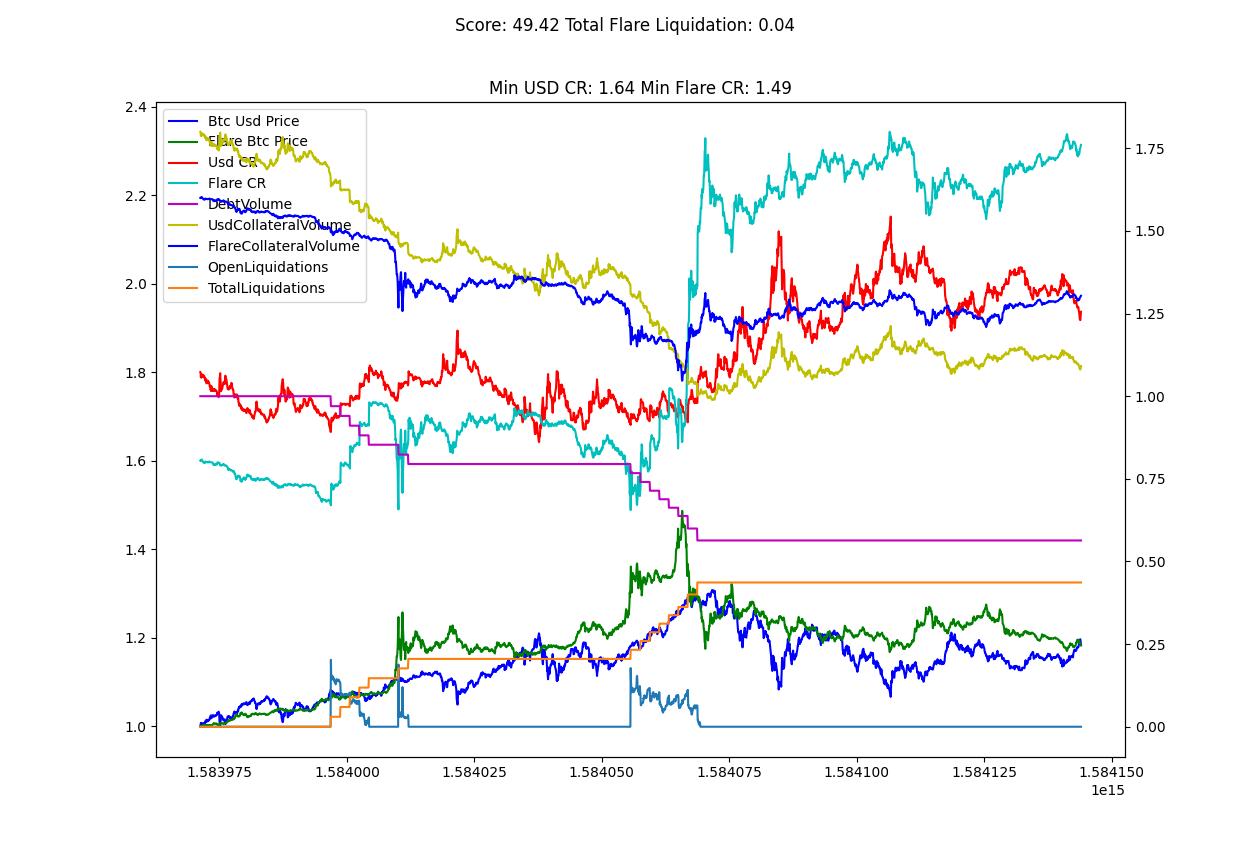 Score: 49.42 Total Flare Liquidation: 0.04
Min USD CR: 1.64 Min Flare CR: 1.49
Btc Usd Price
Flare Btc Price
Usd CR
Flare CR
DebtVolume
UsdCollateralVolume
FlareCollateralVolume
OpenLiquidations
TotalLiquidations
2.4
2.2
2.0
1.8
1.6
1.4
1.2
1.0
1.75
1.50
1.25
1.00
0.75
0.50
0.25
0.00
1.583975 1.584000 1.584025 1.584050 1.584075 1.584100 1.584125 1.584150
1e15